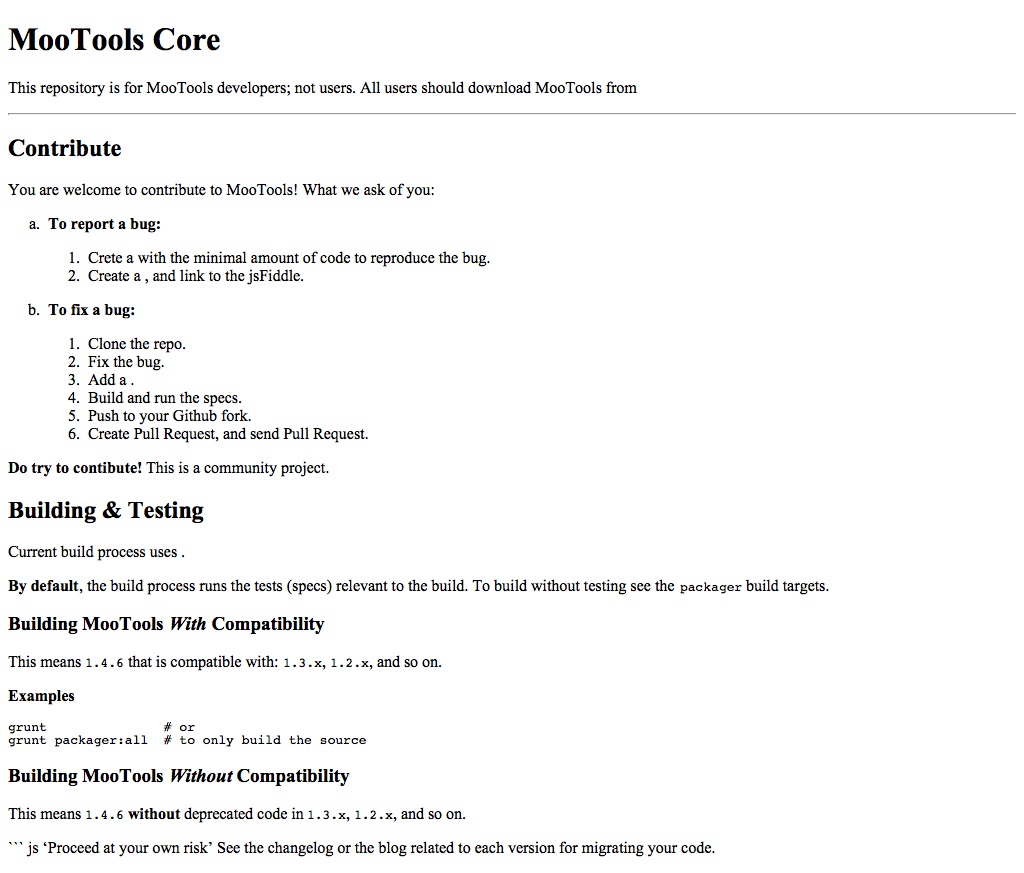 MooTools Core
This repository is for MooTools developers; not users. All users should download MooTools from
Contribute
You are welcome to contribute to MooTools! What we ask of you:
a. To report a bug:
1. Crete a with the minimal amount of code to reproduce the bug.
2. Create a , and link to the jsFiddle.
b. To fix a bug:
1. Clone the repo.
2. Fix the bug.
3. Add a .
4. Build and run the specs.
5. Push to your Github fork.
6. Create Pull Request, and send Pull Request.
Do try to contibute! This is a community project.
Building & Testing
Current build process uses .
By default, the build process runs the tests (specs) relevant to the build. To build without testing see the packager build targets.
Building MooTools With Compatibility
This means 1.4.6 that is compatible with: 1.3.x, 1.2.x, and so on.
Examples
grunt               # or
grunt packager:all  # to only build the source
Building MooTools Without Compatibility
This means 1.4.6 without deprecated code in 1.3.x, 1.2.x, and so on.
``` js ‘Proceed at your own risk’ See the changelog or the blog related to each version for migrating your code.